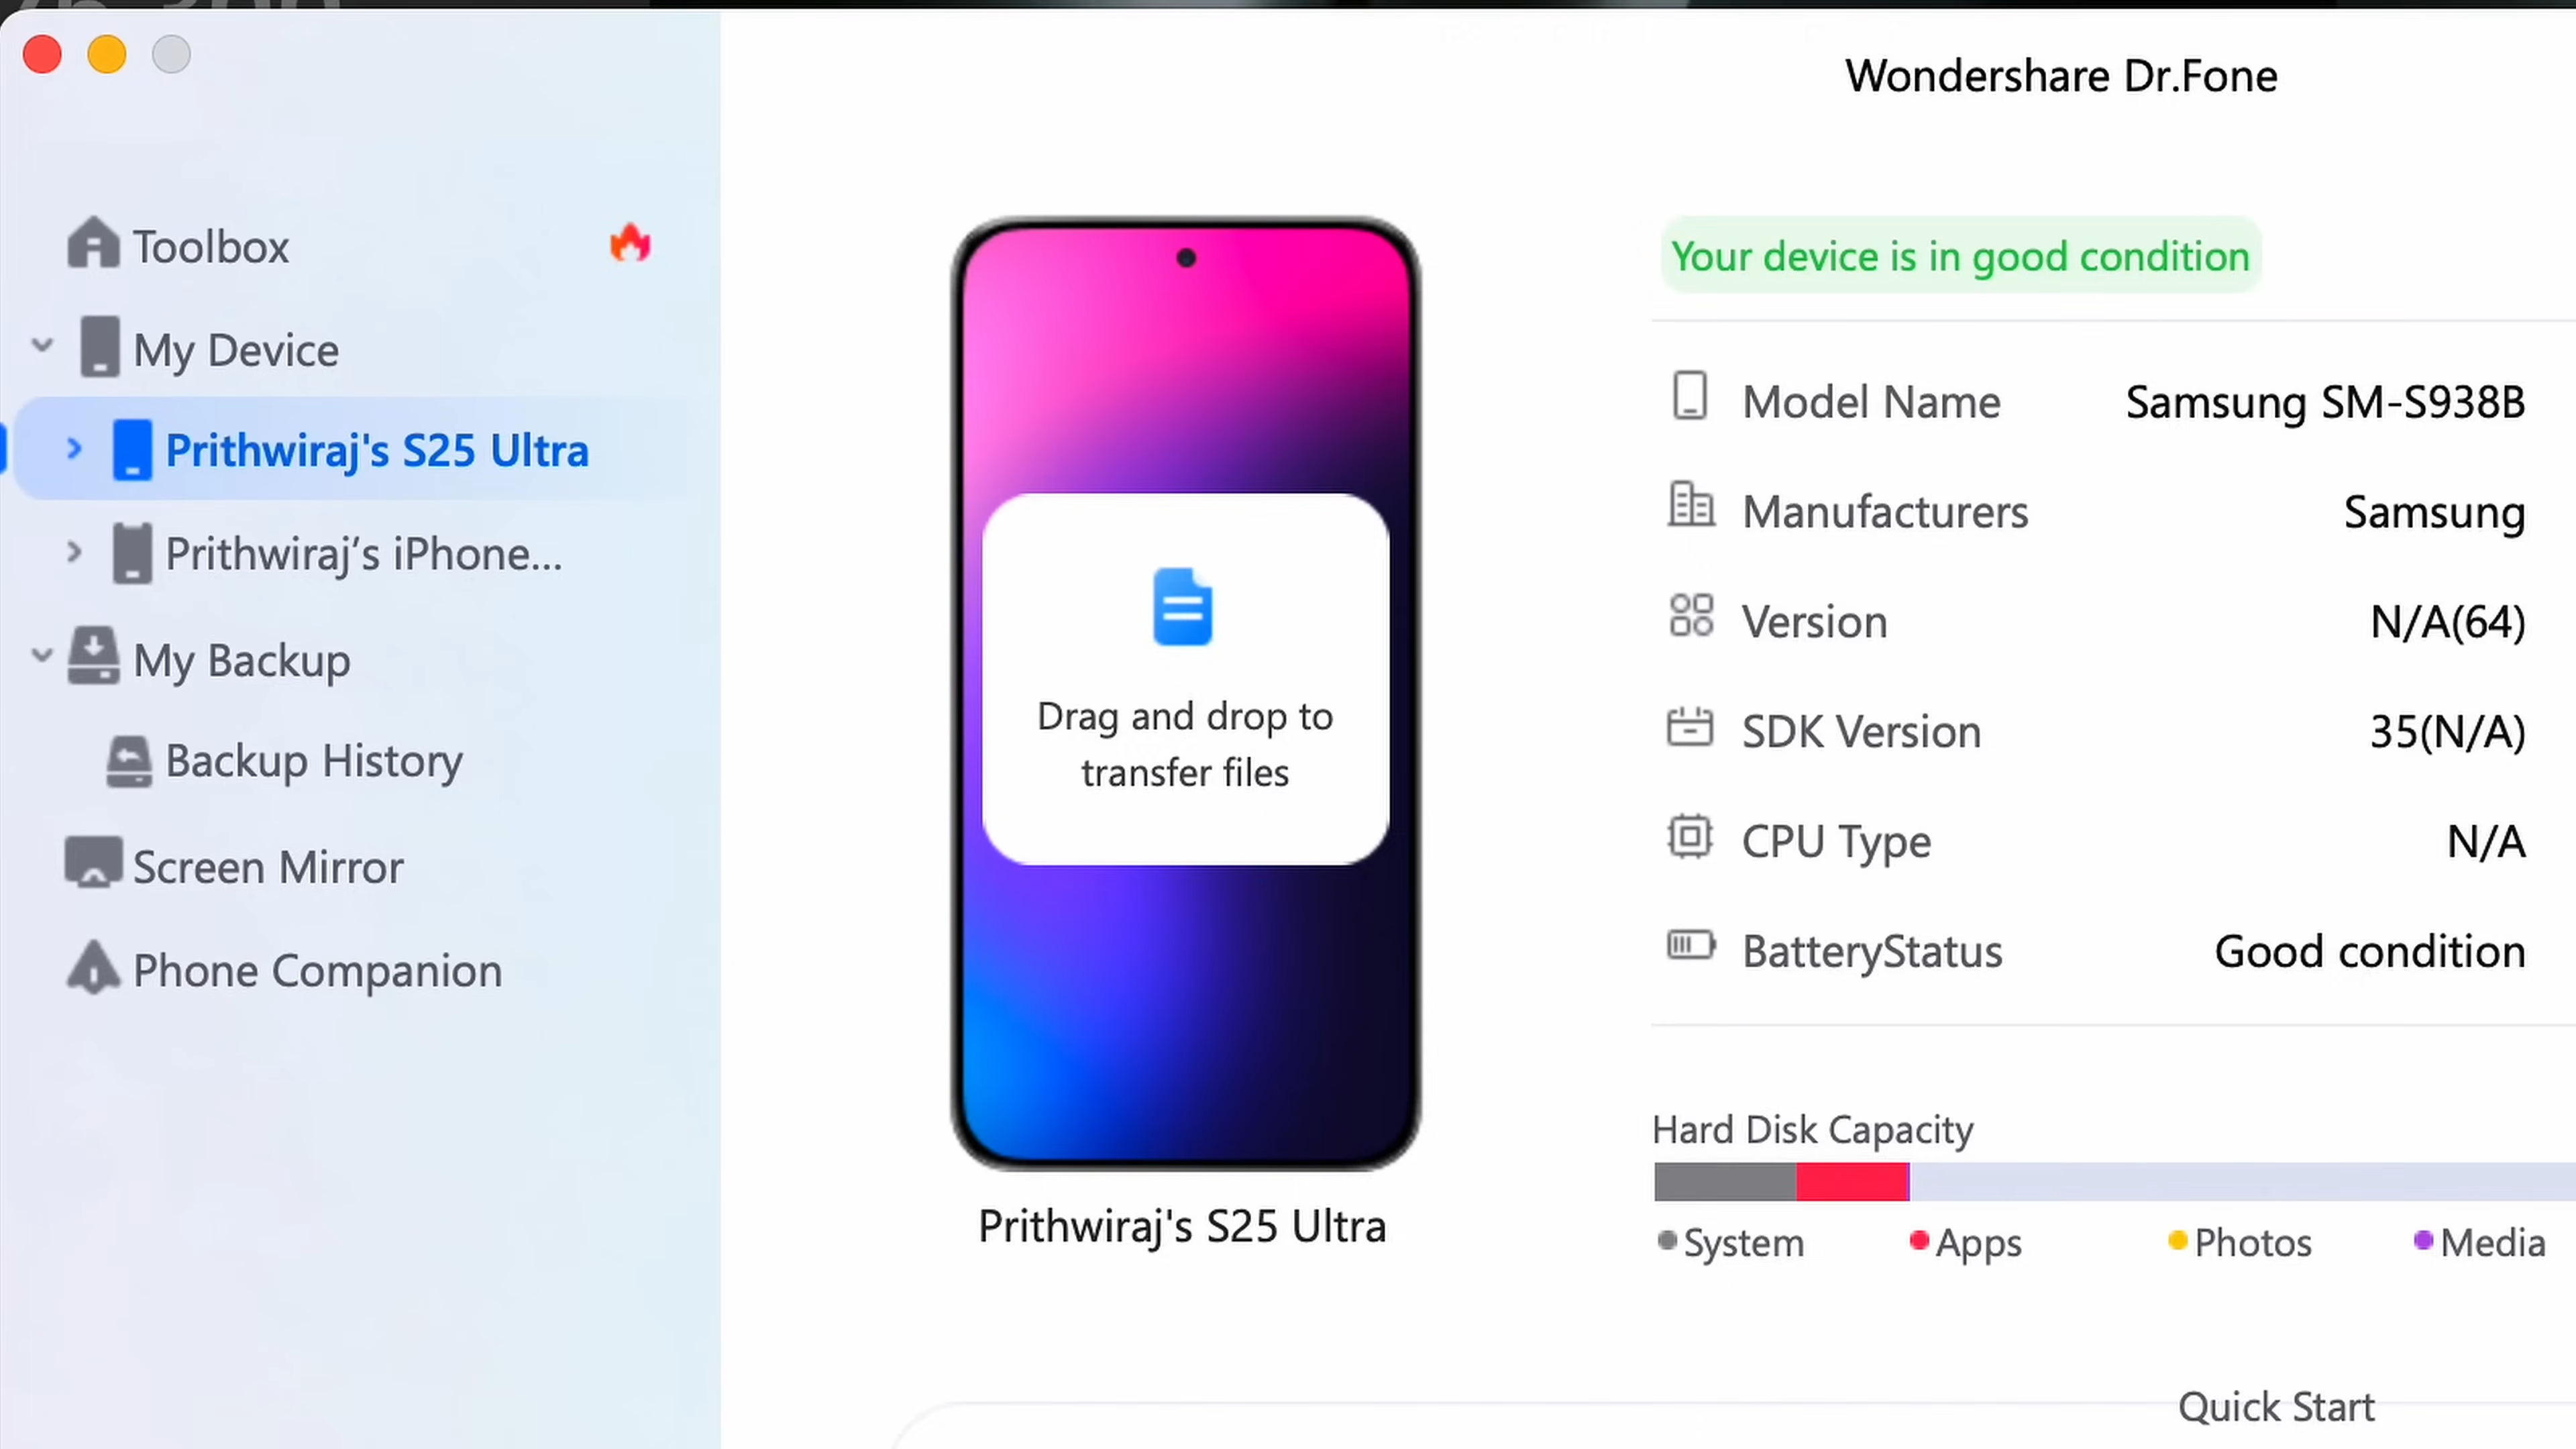 Wondershare Dr.Fone
Toolbox
My Device
Prithwiraj's S25 Ultra
Prithwiraj’s iPhone...
My Backup
Backup History
Screen Mirror
Phone Companion
Drag and drop to
transfer files
Prithwiraj's S25 Ultra
Your device is in good condition
Model Name Samsung SM-S938B
Manufacturers Samsung
Version N/A(64)
SDK Version 35(N/A)
CPU Type N/A
BatteryStatus Good condition
Hard Disk Capacity
System Apps Photos Media
Quick Start